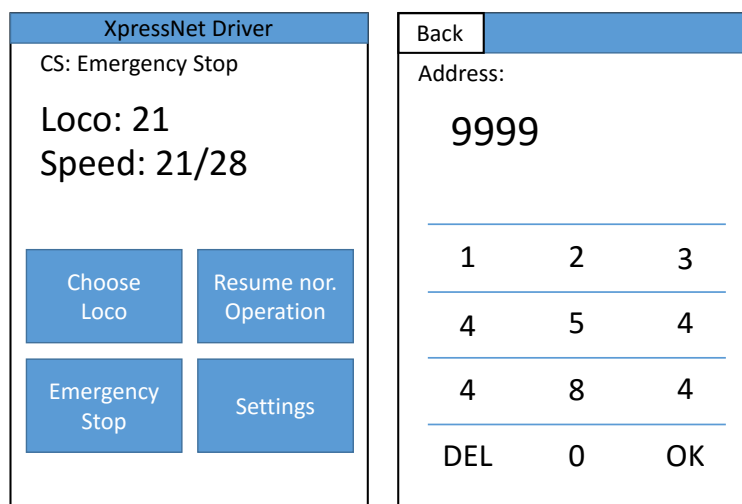 XpressNet Driver
CS: Emergency Stop
Loco: 21
Speed: 21/28
Choose
Loco
Resume nor.
Operation
Emergency
Stop
Settings
Back
Address:
9999
1 2 3
4 5 4
4 8 4
DEL 0 OK